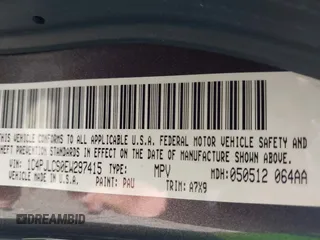 THIS VEHICLE CONFORMS TO ALL APPLICABLE U.S.A. FEDERAL MOTOR VEHICLE SAFETY AND
THEFT PREVENTION STANDARDS IN EFFECT ON THE DATE OF MANUFACTURE SHOWN ABOVE.
VIN: 1C4PJLCS0EW297415 TYPE: MPV MDH: 050512 064AA
VEHICLE MADE IN U.S.A. PAINT: PAU TRIM: A7X9
DREAMBID